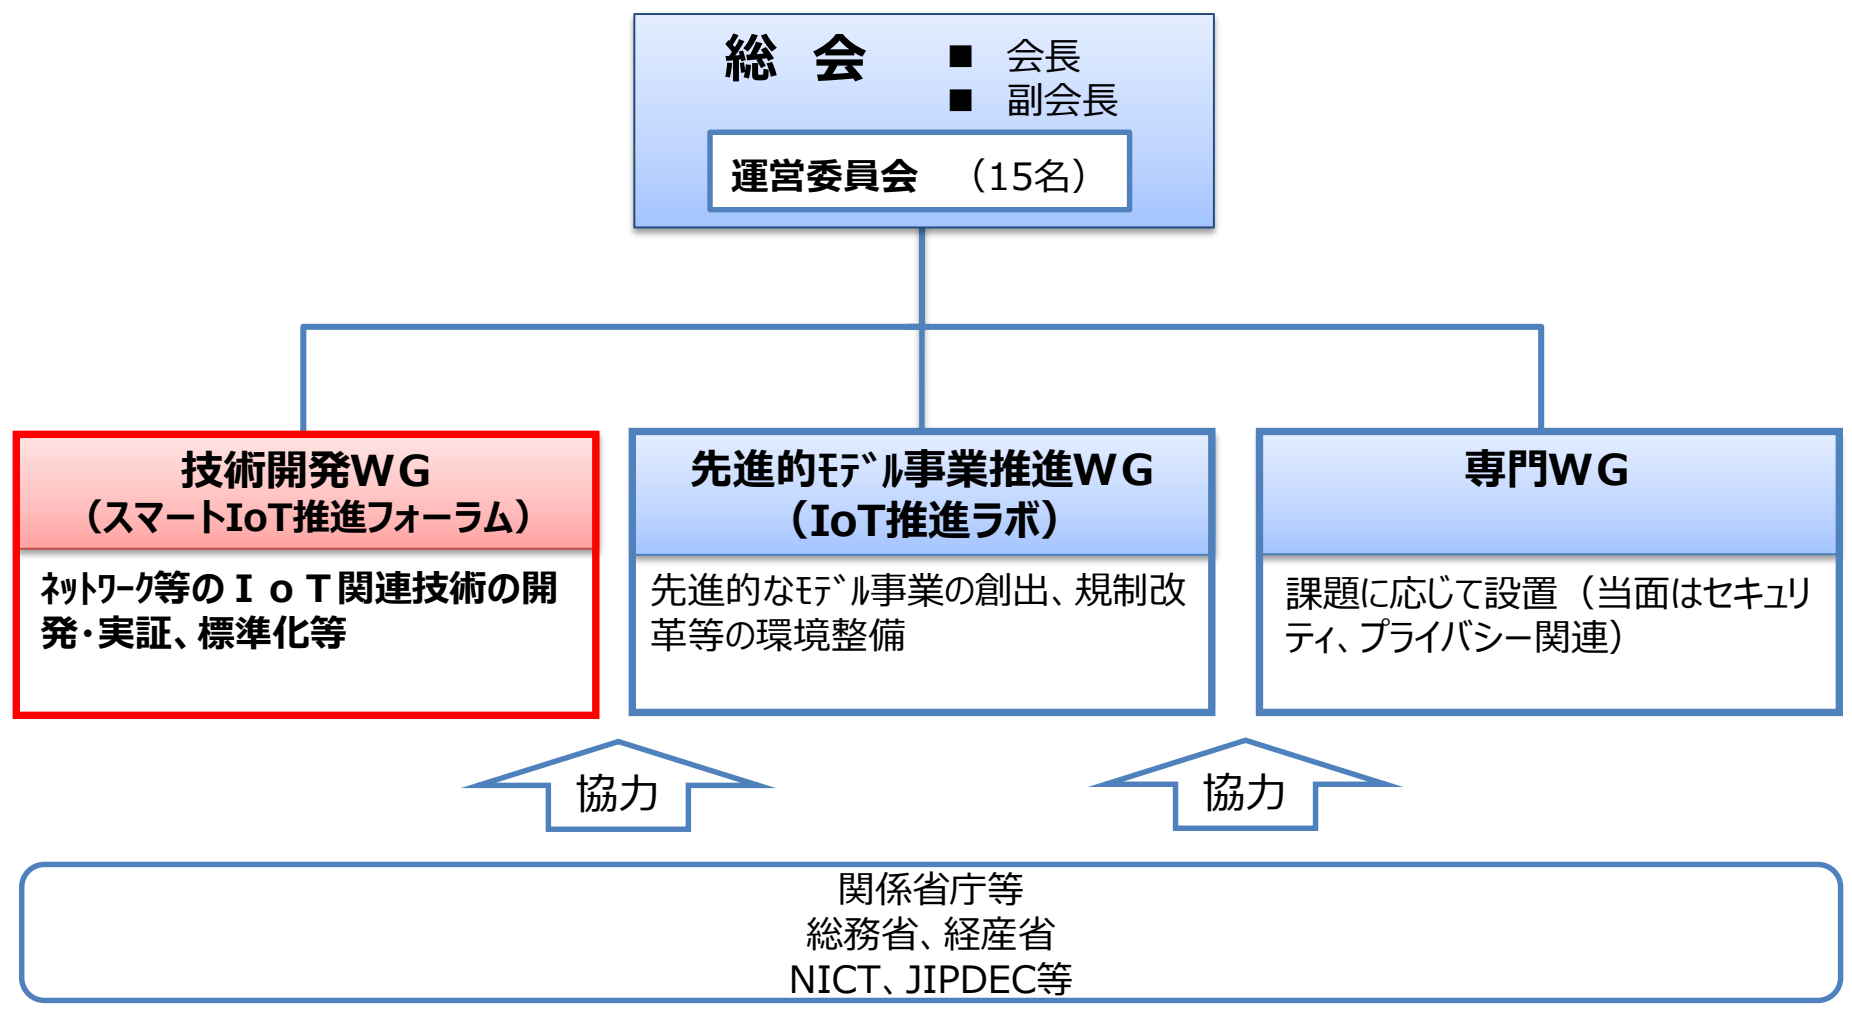 総 会
■ 会長
■ 副会長
運営委員会 （15名）
技術開発WG
（スマートIoT推進フォーラム）
ﾈｯﾄﾜｰｸ等のＩｏＴ関連技術の開
発・実証、標準化等
先進的ﾓﾃﾞﾙ事業推進WG
（IoT推進ラボ）
先進的なﾓﾃﾞﾙ事業の創出、規制改
革等の環境整備
専門WG
課題に応じて設置（当面はセキュリ
ティ、プライバシー関連）
協力
協力
関係省庁等
総務省、経産省
NICT、JIPDEC等